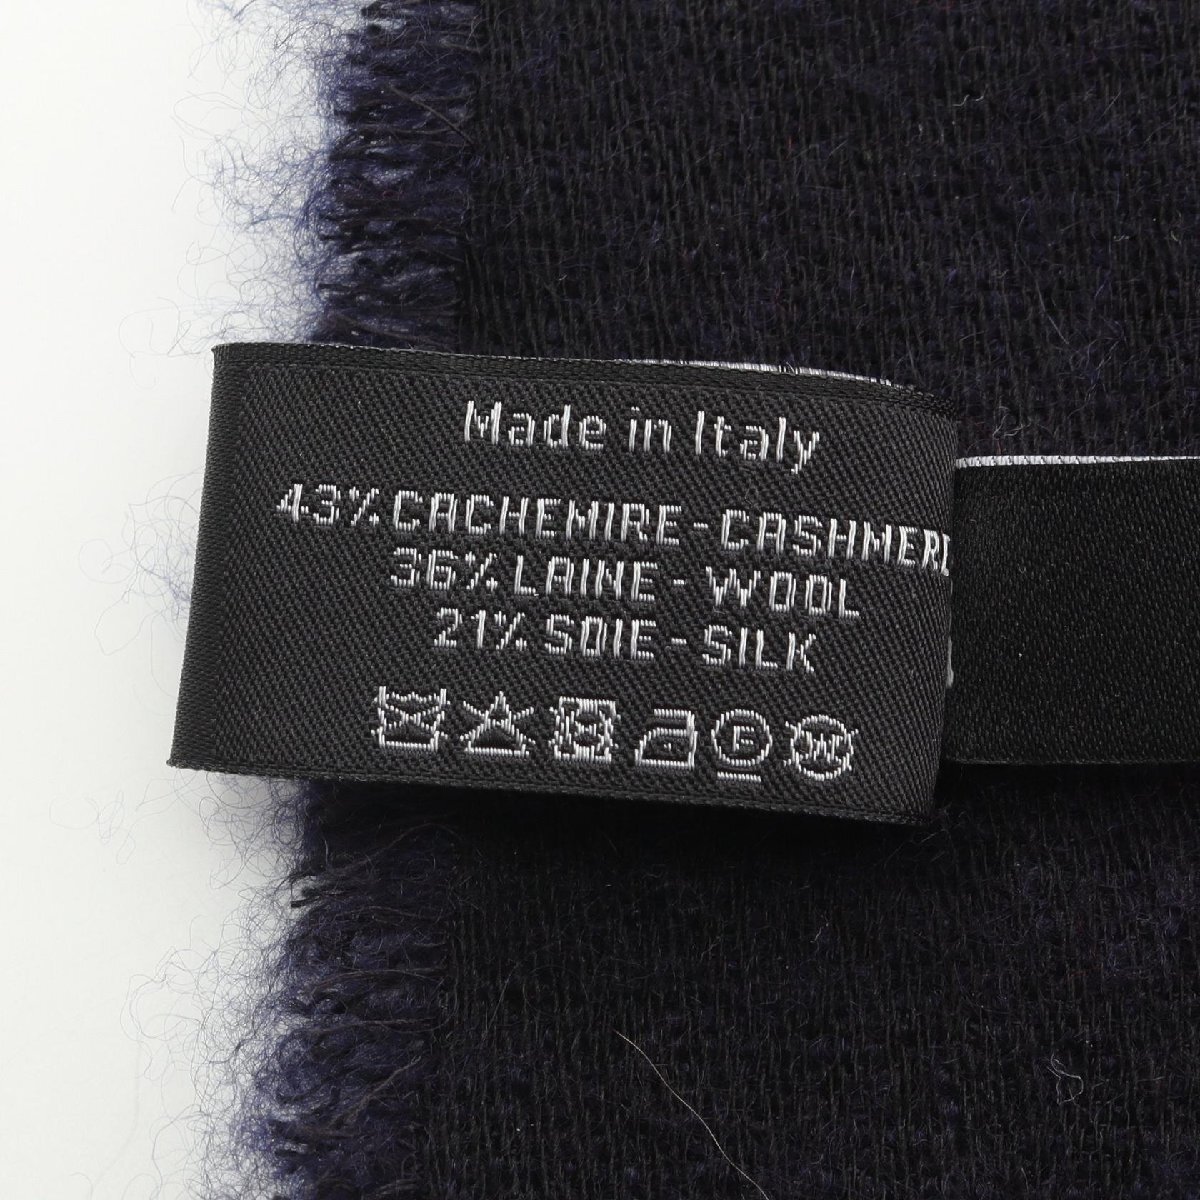 Made in Italy
43% CACHEMIRE - CASHMERE
36% LAINE - WOOL
21% SOIE - SILK
F W